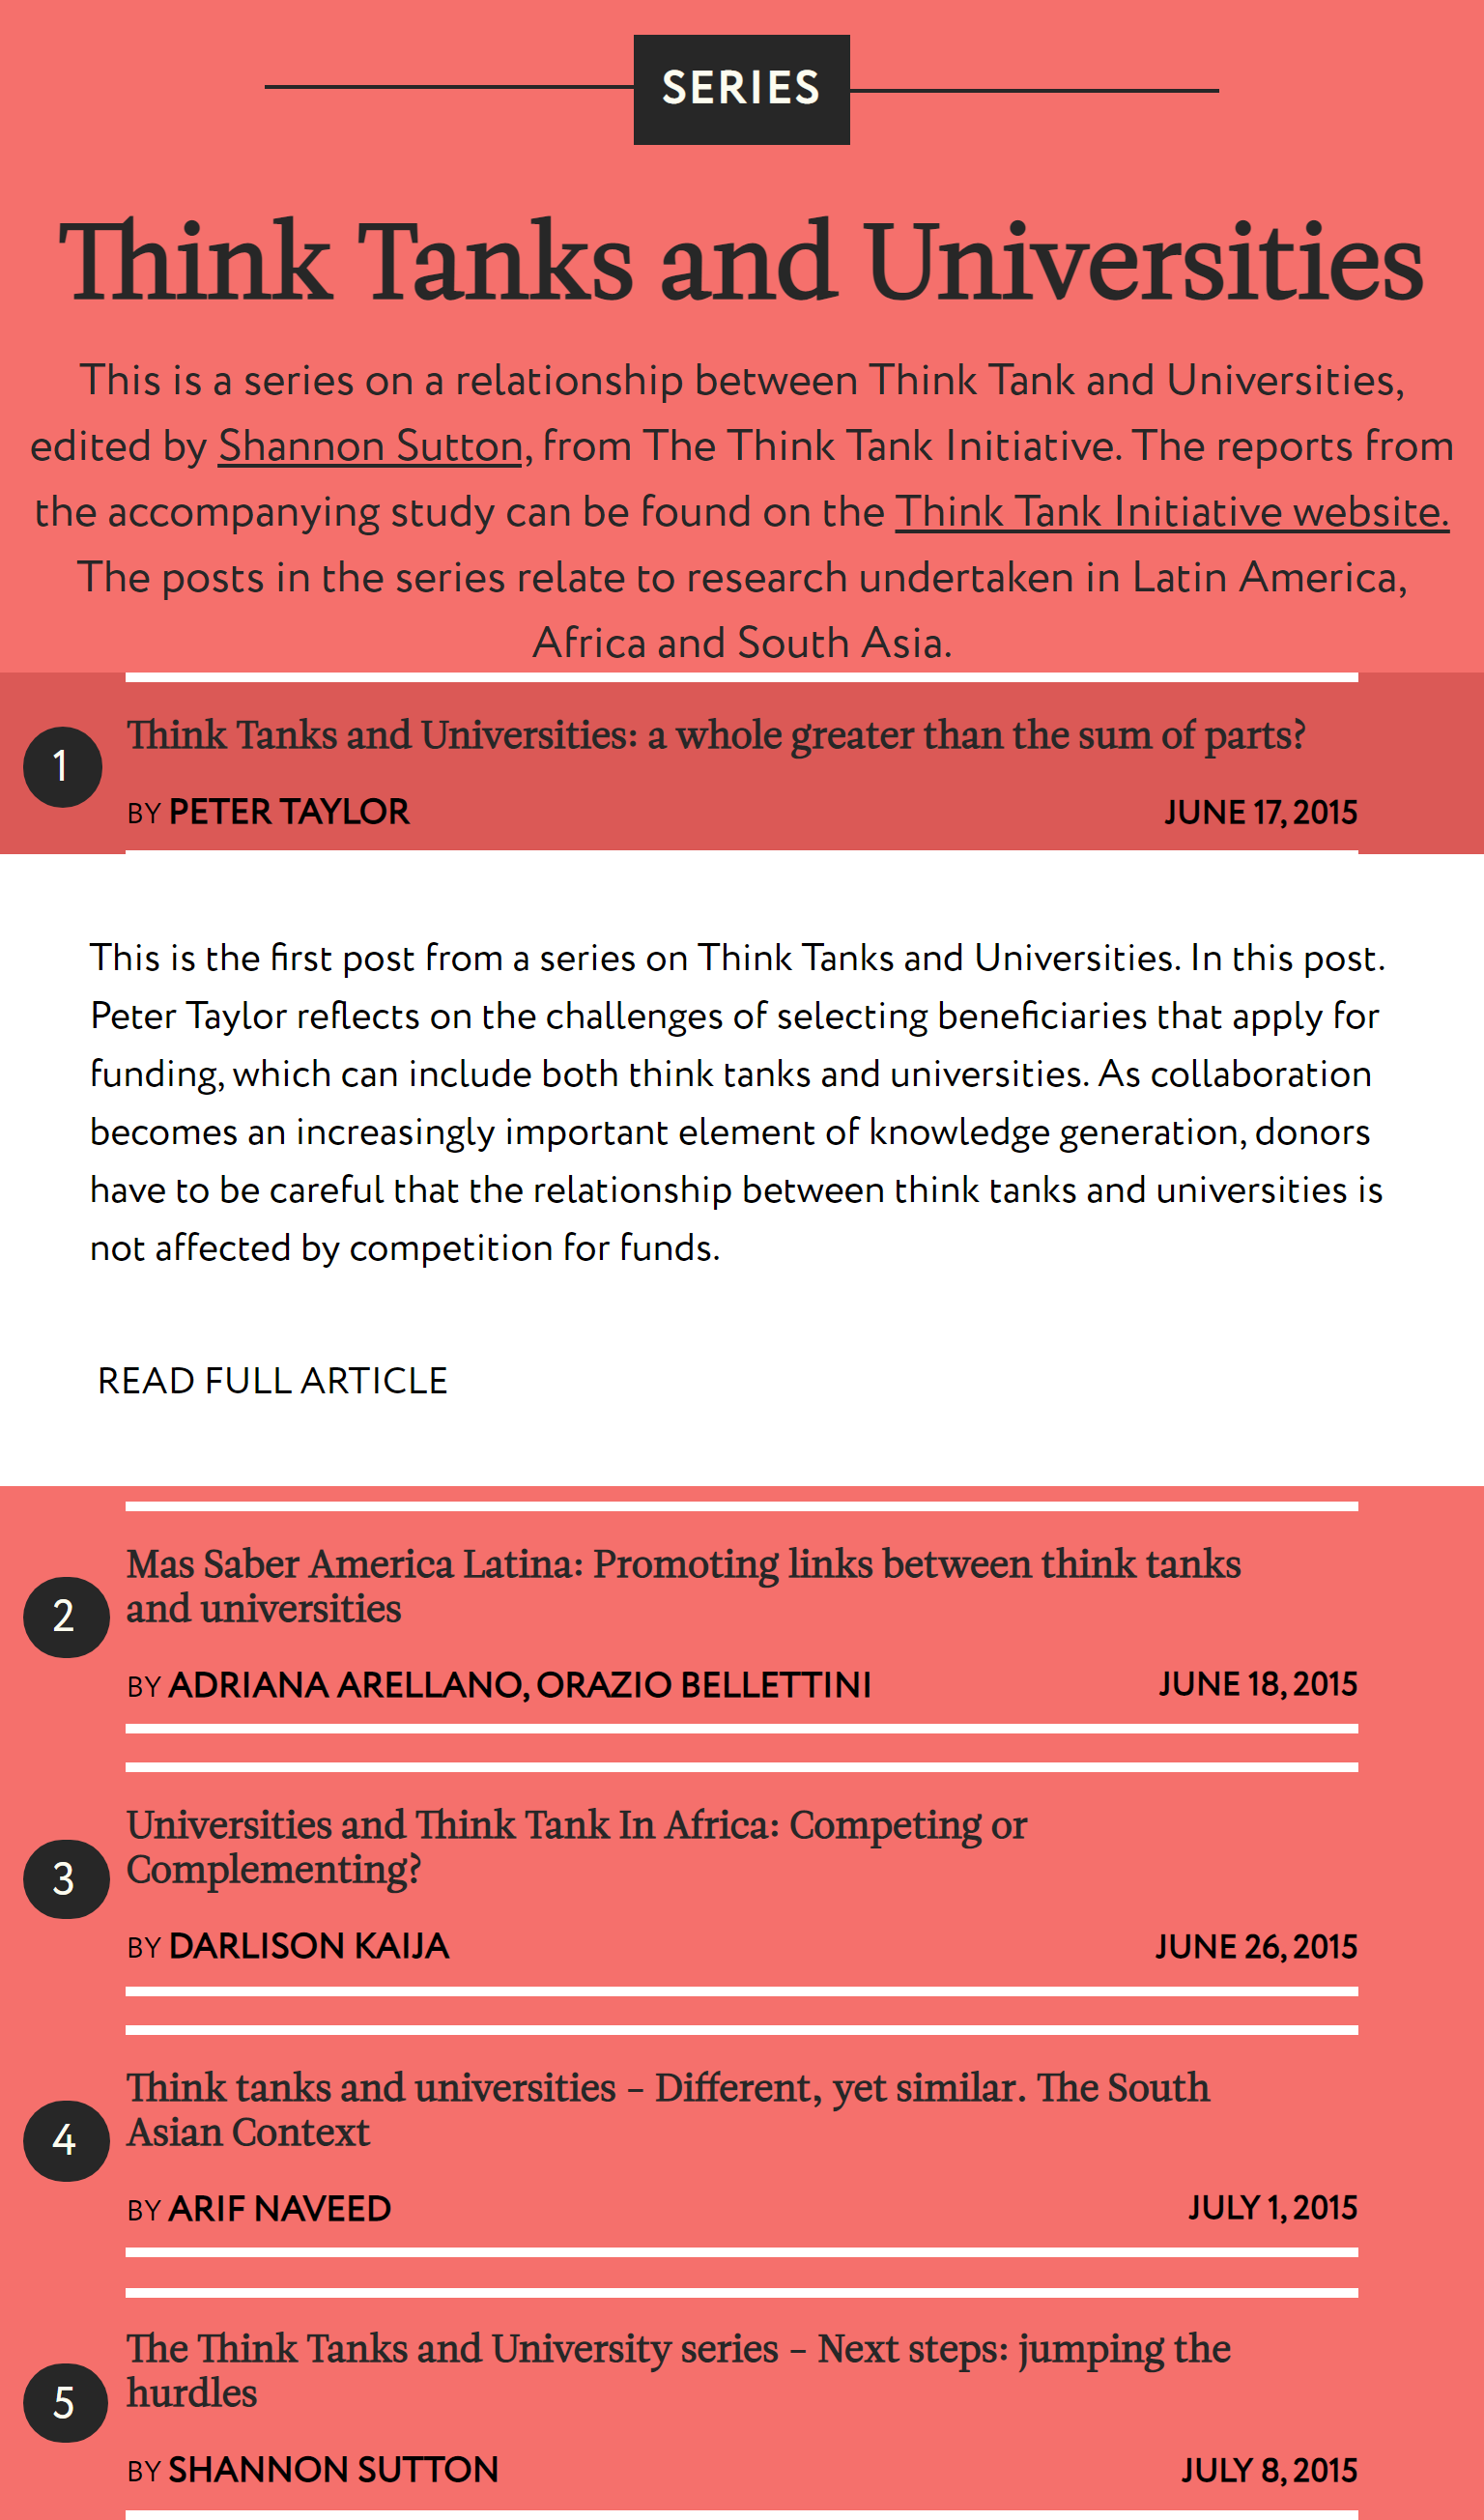 SERIES
Think Tanks and Universities
This is a series on a relationship between Think Tank and Universities,
edited by Shannon Sutton, from The Think Tank Initiative. The reports from
the accompanying study can be found on the Think Tank Initiative website.
The posts in the series relate to research undertaken in Latin America,
Africa and South Asia.
1
Think Tanks and Universities: a whole greater than the sum of parts?
BY PETER TAYLOR JUNE 17, 2015
This is the first post from a series on Think Tanks and Universities. In this post.
Peter Taylor reflects on the challenges of selecting beneficiaries that apply for
funding, which can include both think tanks and universities. As collaboration
becomes an increasingly important element of knowledge generation, donors
have to be careful that the relationship between think tanks and universities is
not affected by competition for funds.
READ FULL ARTICLE
2
Mas Saber America Latina: Promoting links between think tanks
and universities
BY ADRIANA ARELLANO, ORAZIO BELLETTINI JUNE 18, 2015
3
Universities and Think Tank In Africa: Competing or
Complementing?
BY DARLISON KAIJA JUNE 26, 2015
4
Think tanks and universities – Different, yet similar. The South
Asian Context
BY ARIF NAVEED JULY 1, 2015
5
The Think Tanks and University series – Next steps: jumping the
hurdles
BY SHANNON SUTTON JULY 8, 2015